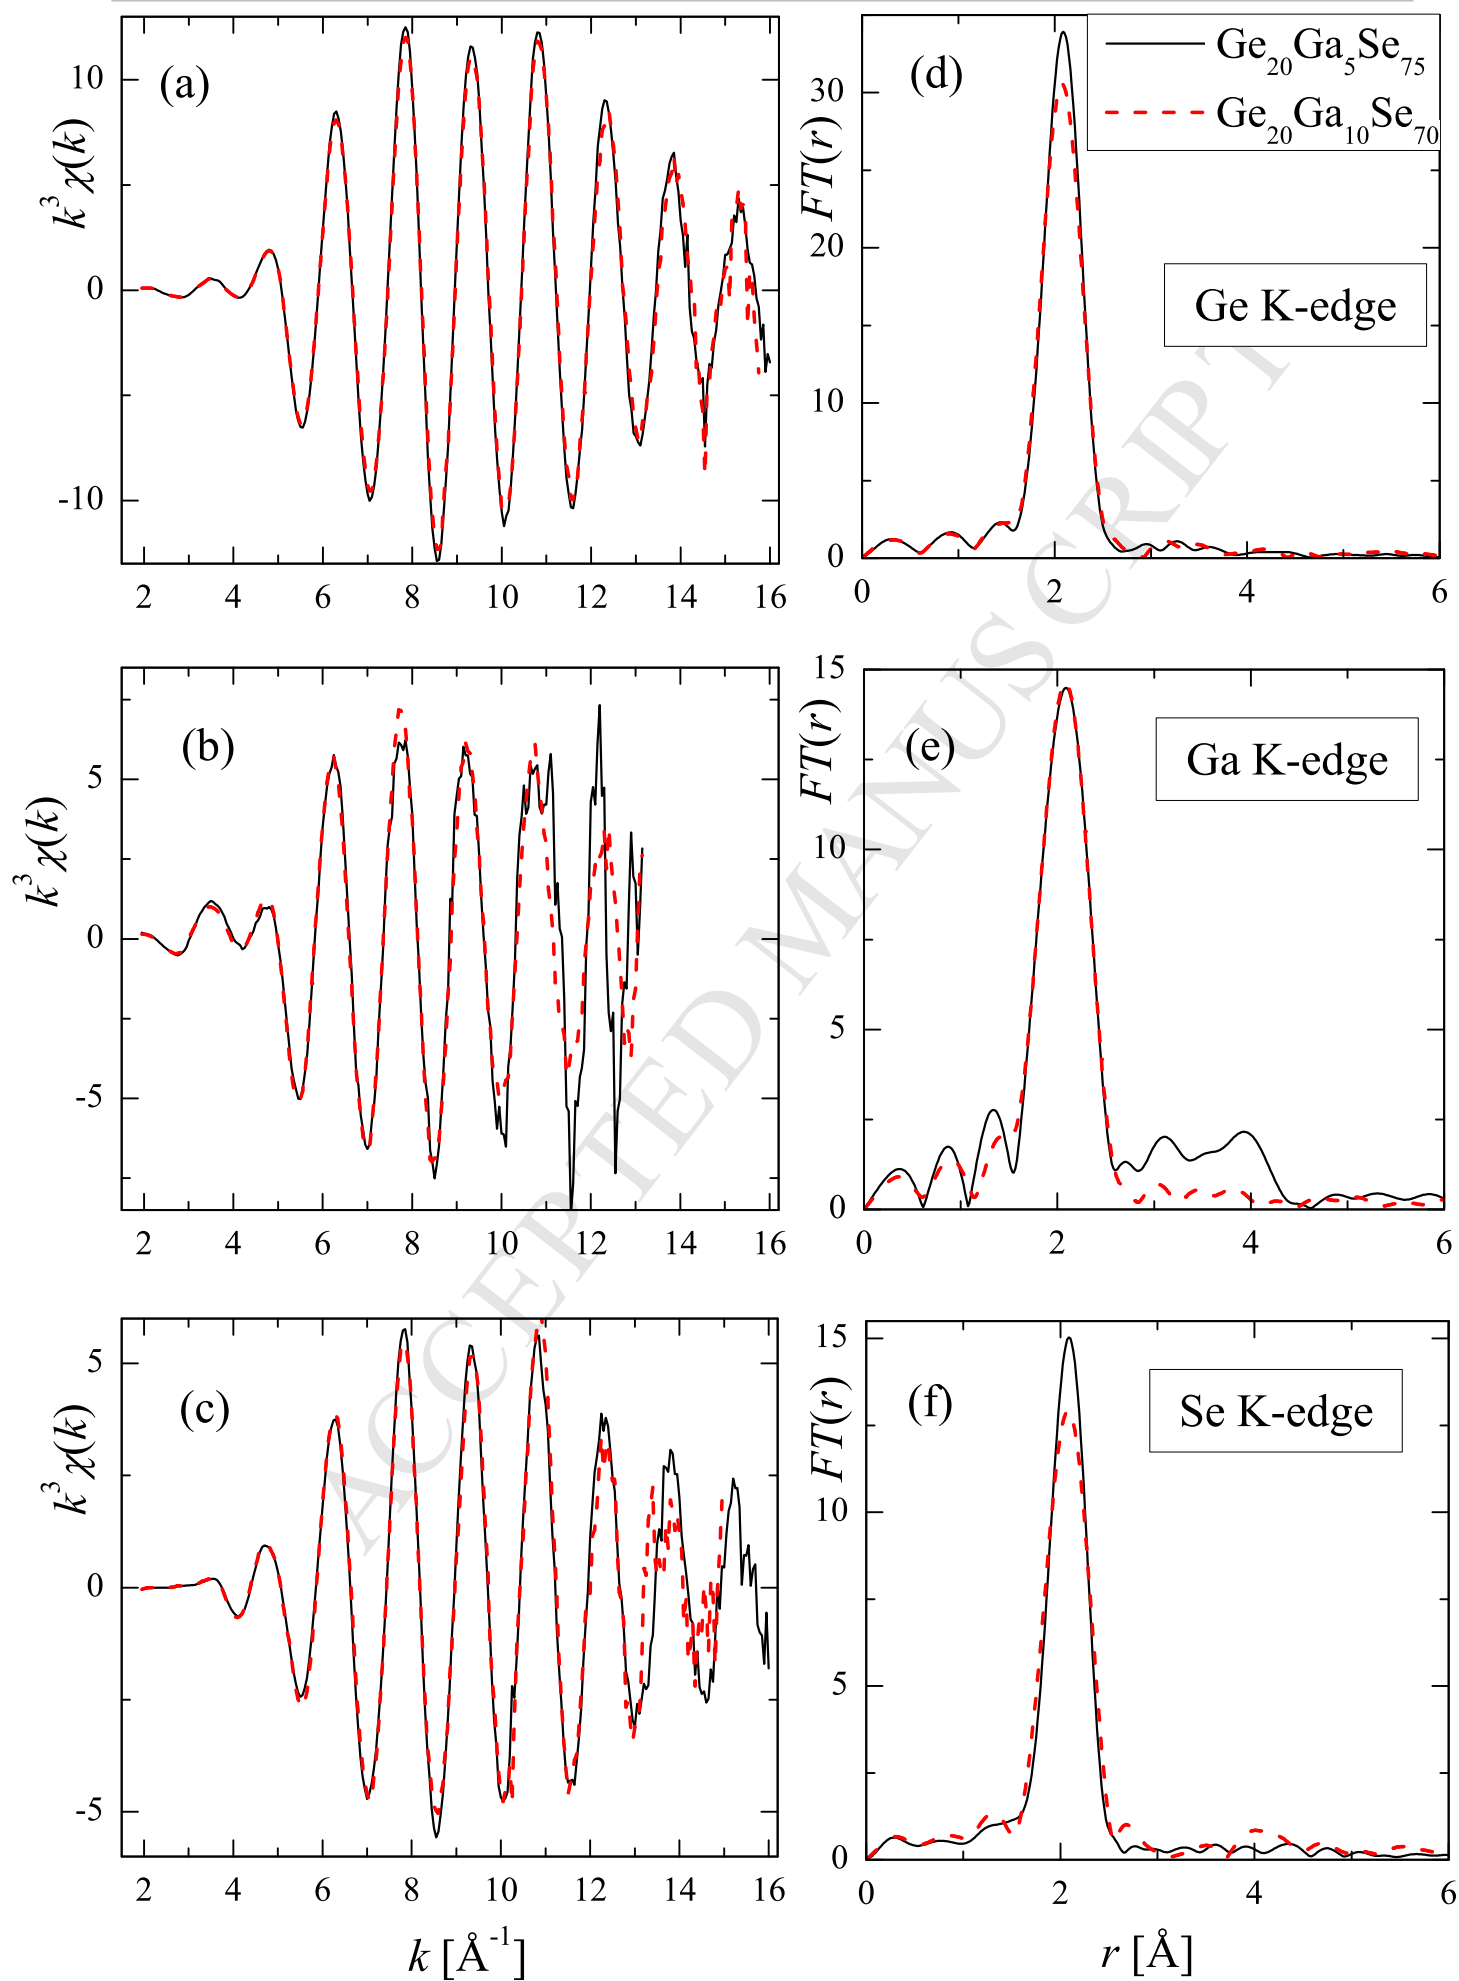 (a)
10
0
-10
k³ χ(k)
2 4 6 8 10 12 14 16
(d)
Ge₂₀Ga₅Se₇₅
Ge₂₀Ga₁₀Se₇₀
Ge K-edge
30
20
10
0
FT(r)
0 2 4 6
(b)
5
0
-5
k³ χ(k)
2 4 6 8 10 12 14 16
(e)
Ga K-edge
15
10
5
0
FT(r)
0 2 4 6
(c)
5
0
-5
k³ χ(k)
2 4 6 8 10 12 14 16
k [Å⁻¹]
(f)
Se K-edge
15
10
5
0
FT(r)
0 2 4 6
r [Å]
ACCEPTED MANUSCRIPT